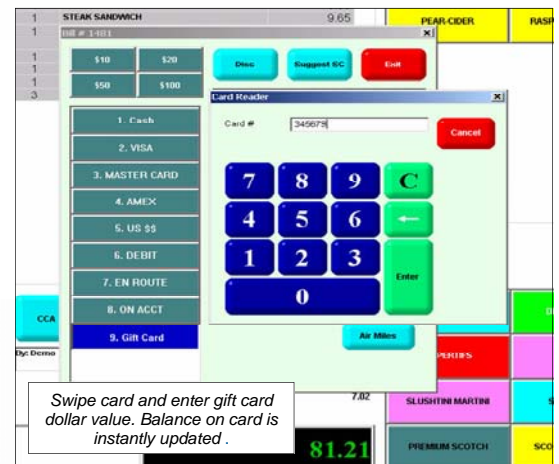 1 STEAK SANDWICH 9.65
1
1
1
1
3
PEAR-CIDER
RASP
Bill # 1481
$10
$20
$50
$100
Disc
Suggest SC
Exit
1. Cash
2. VISA
3. MASTER CARD
4. AMEX
5. US $$
6. DEBIT
7. EN ROUTE
8. ON ACCT
9. Gift Card
Card Reader
Card #
345679
Cancel
7
8
9
C
4
5
6
←
1
2
3
Enter
0
Air Miles
CCA
By: Demo
7.02
81.21
SLUSHTINI MARTINI
PREMIUM SCOTCH
SCO
Swipe card and enter gift card
dollar value. Balance on card is
instantly updated .